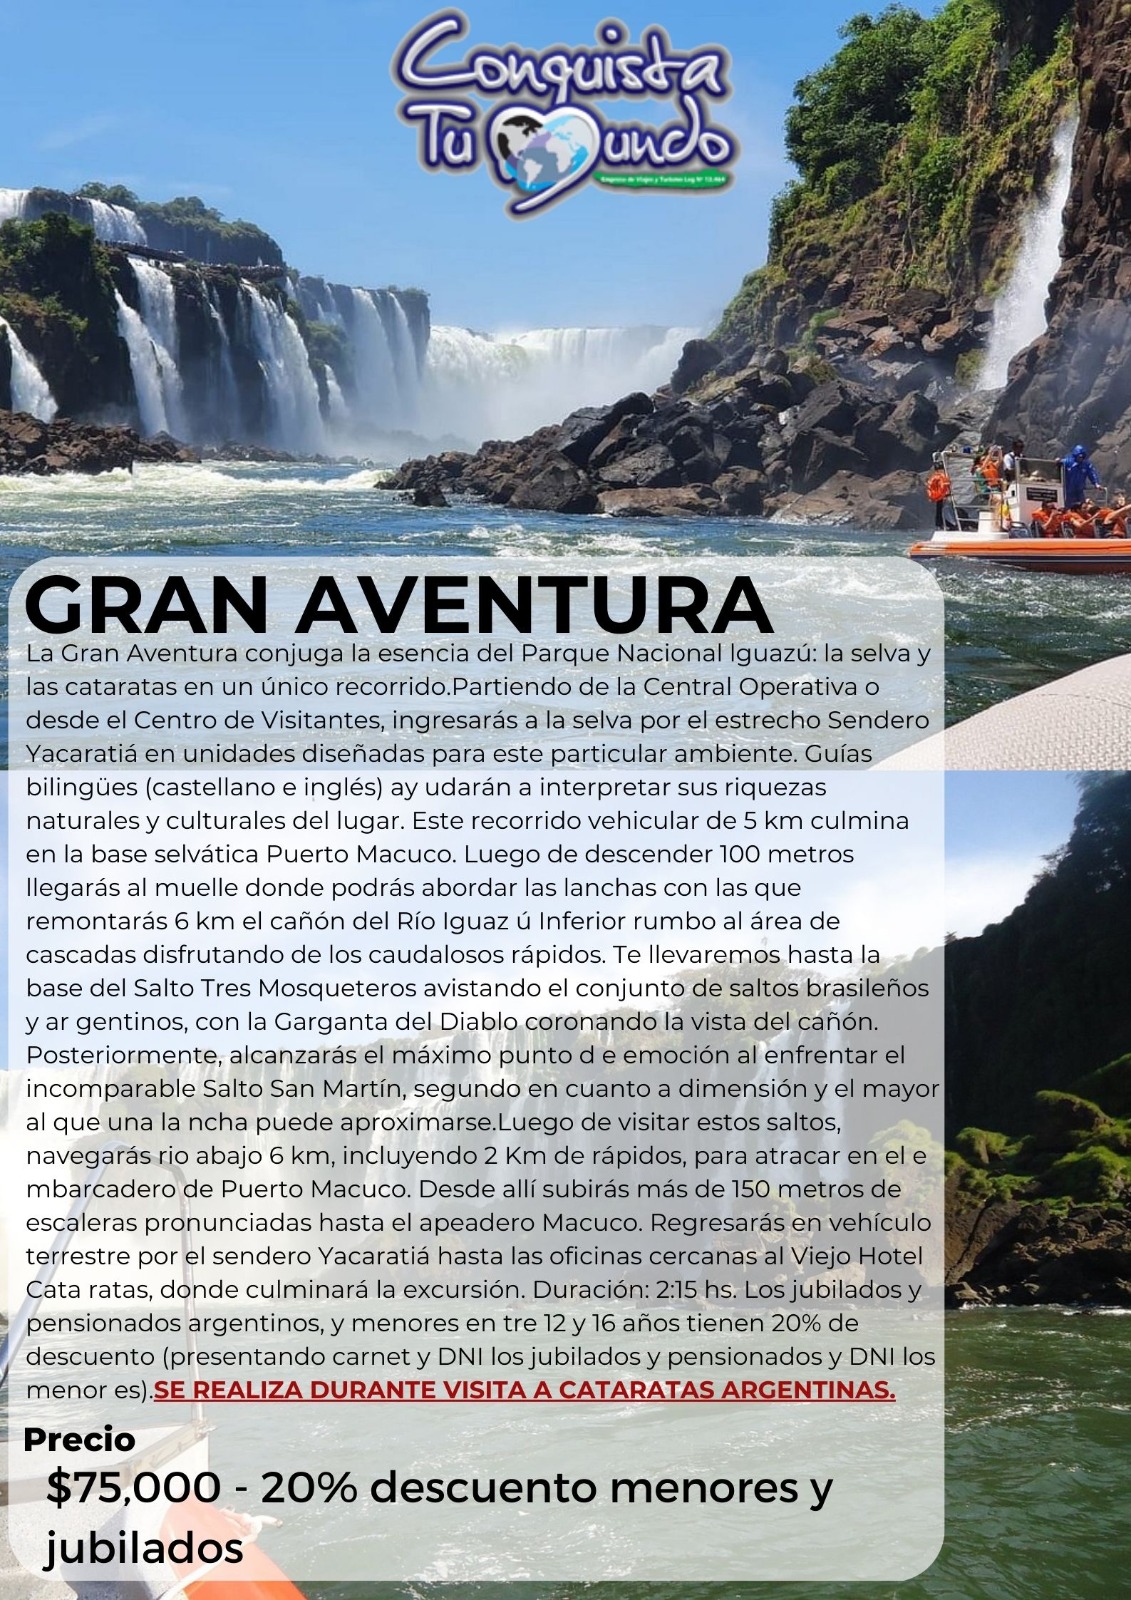 Conquista
Tu Mundo
Empresa de Viajes y Turismo Leg Nº 13.964
GRAN AVENTURA
La Gran Aventura conjuga la esencia del Parque Nacional Iguazú: la selva y
las cataratas en un único recorrido.Partiendo de la Central Operativa o
desde el Centro de Visitantes, ingresarás a la selva por el estrecho Sendero
Yacaratiá en unidades diseñadas para este particular ambiente. Guías
bilingües (castellano e inglés) ay udarán a interpretar sus riquezas
naturales y culturales del lugar. Este recorrido vehicular de 5 km culmina
en la base selvática Puerto Macuco. Luego de descender 100 metros
llegarás al muelle donde podrás abordar las lanchas con las que
remontarás 6 km el cañón del Río Iguaz ú Inferior rumbo al área de
cascadas disfrutando de los caudalosos rápidos. Te llevaremos hasta la
base del Salto Tres Mosqueteros avistando el conjunto de saltos brasileños
y ar gentinos, con la Garganta del Diablo coronando la vista del cañón.
Posteriormente, alcanzarás el máximo punto d e emoción al enfrentar el
incomparable Salto San Martín, segundo en cuanto a dimensión y el mayor
al que una la ncha puede aproximarse.Luego de visitar estos saltos,
navegarás rio abajo 6 km, incluyendo 2 Km de rápidos, para atracar en el e
mbarcadero de Puerto Macuco. Desde allí subirás más de 150 metros de
escaleras pronunciadas hasta el apeadero Macuco. Regresarás en vehículo
terrestre por el sendero Yacaratiá hasta las oficinas cercanas al Viejo Hotel
Cata ratas, donde culminará la excursión. Duración: 2:15 hs. Los jubilados y
pensionados argentinos, y menores en tre 12 y 16 años tienen 20% de
descuento (presentando carnet y DNI los jubilados y pensionados y DNI los
menor es).SE REALIZA DURANTE VISITA A CATARATAS ARGENTINAS.
Precio
$75,000 - 20% descuento menores y
jubilados